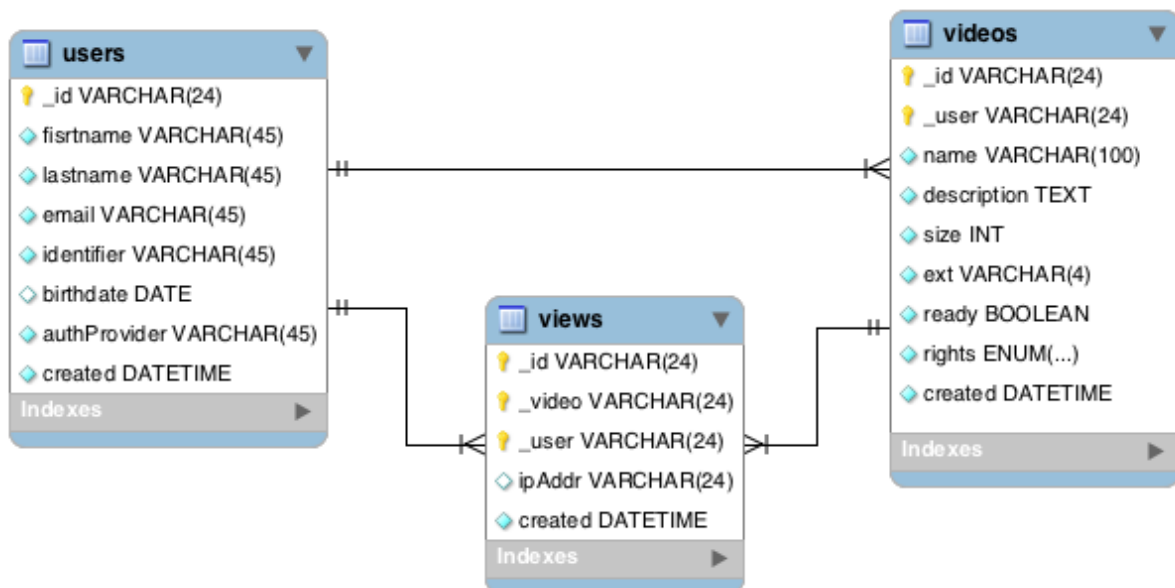 users
_id VARCHAR(24)
fisrtname VARCHAR(45)
lastname VARCHAR(45)
email VARCHAR(45)
identifier VARCHAR(45)
birthdate DATE
authProvider VARCHAR(45)
created DATETIME
Indexes
views
_id VARCHAR(24)
_video VARCHAR(24)
_user VARCHAR(24)
ipAddr VARCHAR(24)
created DATETIME
Indexes
videos
_id VARCHAR(24)
_user VARCHAR(24)
name VARCHAR(100)
description TEXT
size INT
ext VARCHAR(4)
ready BOOLEAN
rights ENUM(...)
created DATETIME
Indexes